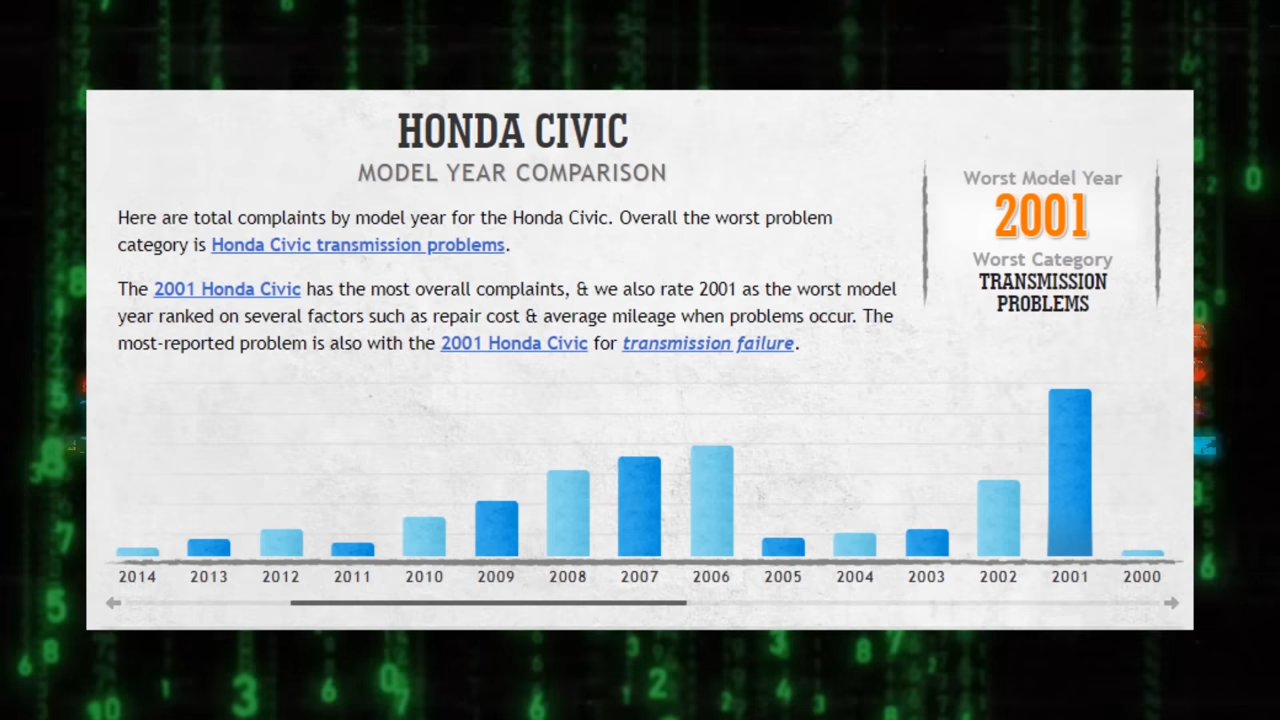 HONDA CIVIC
MODEL YEAR COMPARISON
Here are total complaints by model year for the Honda Civic. Overall the worst problem
category is Honda Civic transmission problems.
The 2001 Honda Civic has the most overall complaints, & we also rate 2001 as the worst model
year ranked on several factors such as repair cost & average mileage when problems occur. The
most-reported problem is also with the 2001 Honda Civic for transmission failure.
Worst Model Year
2001
Worst Category
TRANSMISSION
PROBLEMS
2014 2013 2012 2011 2010 2009 2008 2007 2006 2005 2004 2003 2002 2001 2000